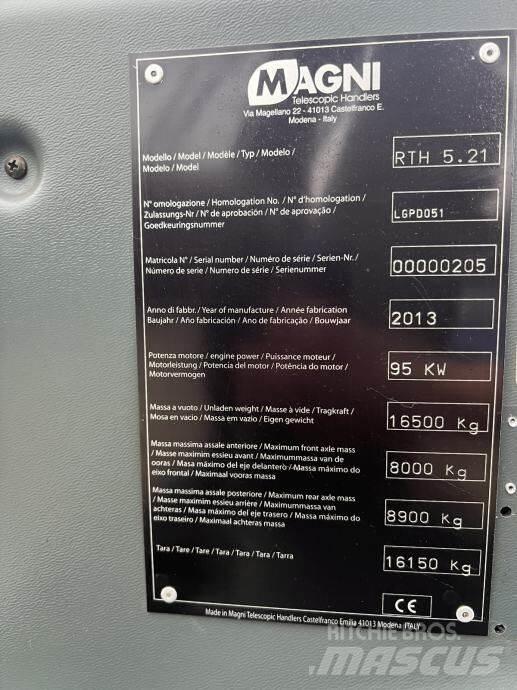 MAGNI
Telescopic Handlers
Via Magellano 22 - 41013 Castelfranco E.
Modena - Italy
Modello / Model / Modèle / Typ / Modelo /
Modelo / Model
RTH 5.21
N° omologazione / Homologation No. / N° d'homologation /
Zulassungs-Nr / N° de aprobación / N° de aprovação /
Goedkeuringsnummer
LGPD051
Matricola N° / Serial number / Numéro de série / Serien-Nr. /
Número de serie / Numero de série / Serienummer
00000205
Anno di fabbr. / Year of manufacture / Année fabrication
Baujahr / Año fabricación / Ano de fabricação / Bouwjaar
2013
Potenza motore / engine power / Puissance moteur /
Motorleistung / Potencia del motor / Potência do motor /
Motorvermogen
95 KW
Massa a vuoto / Unladen weight / Masse à vide / Tragkraft /
Mosa en vacio / Massa em vazio / Eigen gewicht
16500 Kg
Massa massima assale anteriore / Maximum front axle mass
/ Masse maximim essieu avant / Maximummassa van de
ooras / Masa máximo del eje delantero / Massa máximo do
eixo frontal / Maximaal vooras massa
8000 Kg
Massa massima assale posteriore / Maximum rear axle mass
/ Masse maximim essieu arrière / Maximummassa van
achteras / Masa máximo del eje trasero / Massa máximo do
eixo traseiro / Maximaal achteras massa
8900 Kg
Tara / Tare / Tare / Tara / Tara / Tara / Tarra
16150 Kg
CE
Made in Magni Telescopic Handlers Castelfranco Emilia 41013 Modena ITALY
RITCHIE BROS.
MASCUS